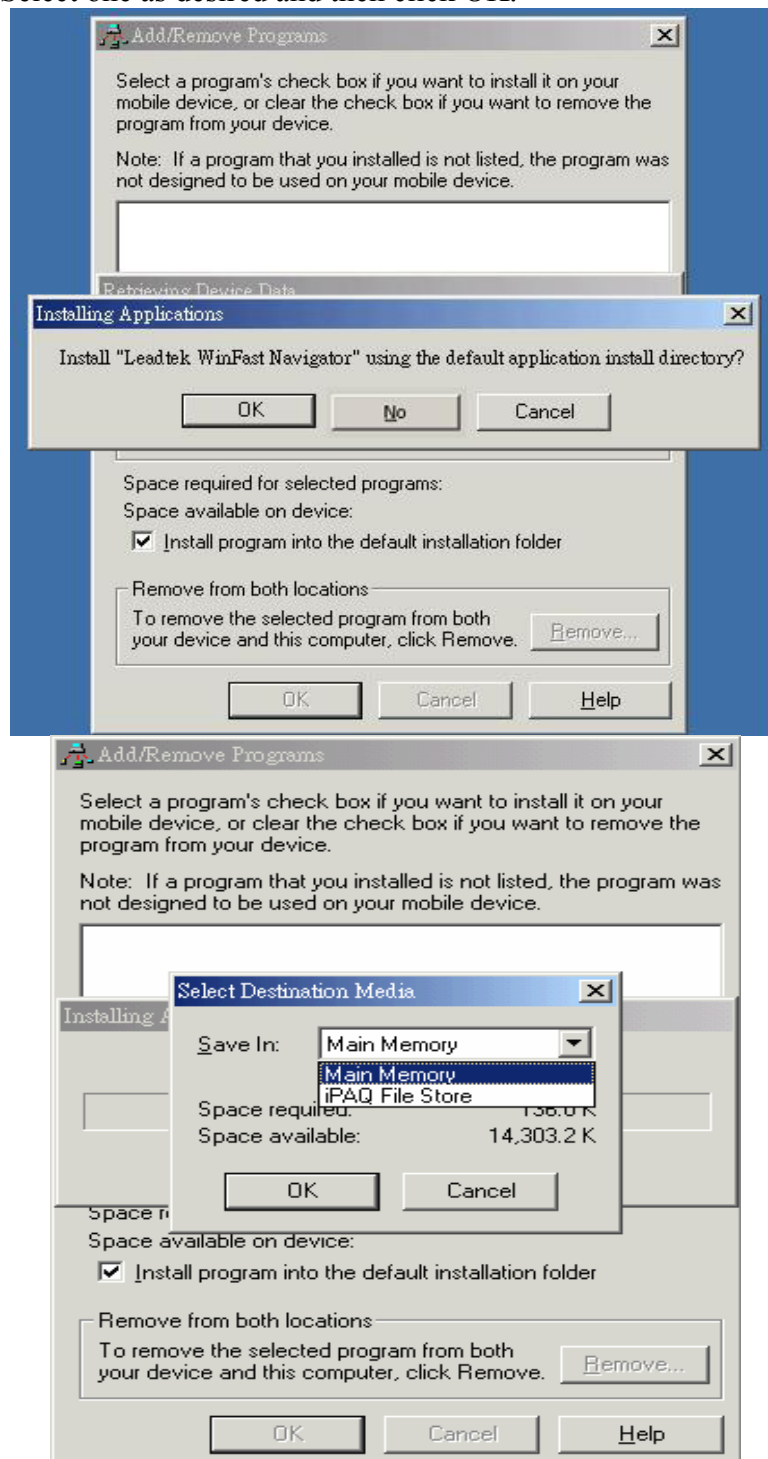 Select one as desired and then click OK.
Add/Remove Programs
Select a program's check box if you want to install it on your
mobile device, or clear the check box if you want to remove the
program from your device.
Note: If a program that you installed is not listed, the program was
not designed to be used on your mobile device.
Retrieving Device Data
Installing Applications
Install "Leadtek WinFast Navigator" using the default application install directory?
OK No Cancel
Space required for selected programs:
Space available on device:
Install program into the default installation folder
Remove from both locations
To remove the selected program from both
your device and this computer, click Remove.
Remove...
OK Cancel Help
Add/Remove Programs
Select a program's check box if you want to install it on your
mobile device, or clear the check box if you want to remove the
program from your device.
Note: If a program that you installed is not listed, the program was
not designed to be used on your mobile device.
Select Destination Media
Installing
Save In: Main Memory
Main Memory
iPAQ File Store
Space required: 136.0 K
Space available: 14,303.2 K
OK Cancel
Space
Space available on device:
Install program into the default installation folder
Remove from both locations
To remove the selected program from both
your device and this computer, click Remove.
Remove...
OK Cancel Help